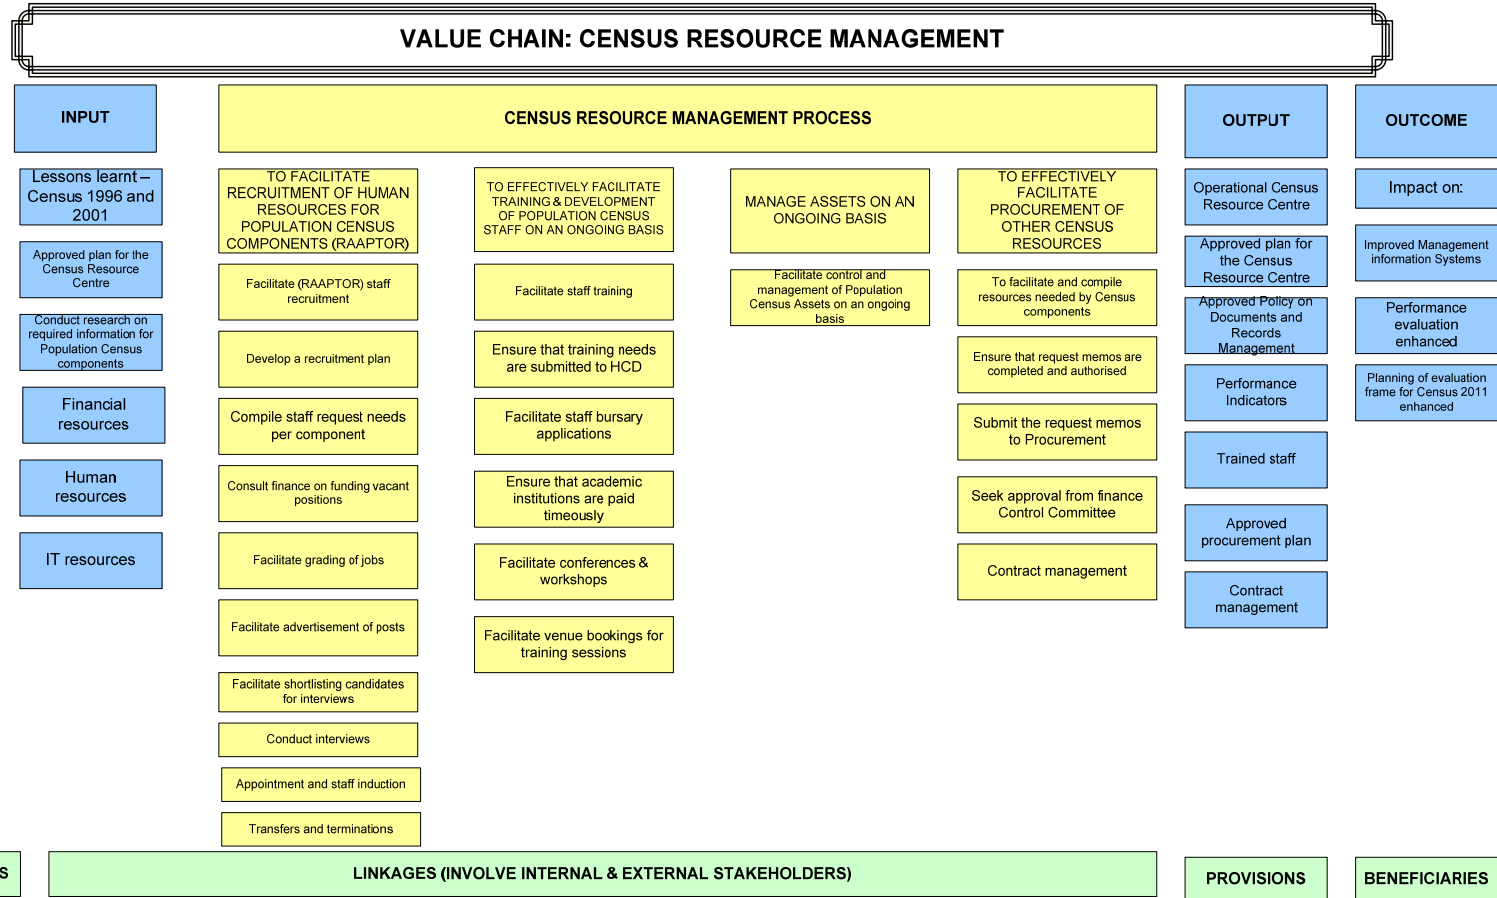 VALUE CHAIN: CENSUS RESOURCE MANAGEMENT
INPUT
Lessons learnt –
Census 1996 and
2001
Approved plan for the
Census Resource
Centre
Conduct research on
required information for
Population Census
components
Financial
resources
Human
resources
IT resources
CENSUS RESOURCE MANAGEMENT PROCESS
TO FACILITATE
RECRUITMENT OF HUMAN
RESOURCES FOR
POPULATION CENSUS
COMPONENTS (RAAPTOR)
Facilitate (RAAPTOR) staff
recruitment
Develop a recruitment plan
Compile staff request needs
per component
Consult finance on funding vacant
positions
Facilitate grading of jobs
Facilitate advertisement of posts
Facilitate shortlisting candidates
for interviews
Conduct interviews
Appointment and staff induction
Transfers and terminations
TO EFFECTIVELY FACILITATE
TRAINING & DEVELOPMENT
OF POPULATION CENSUS
STAFF ON AN ONGOING BASIS
Facilitate staff training
Ensure that training needs
are submitted to HCD
Facilitate staff bursary
applications
Ensure that academic
institutions are paid
timeously
Facilitate conferences &
workshops
Facilitate venue bookings for
training sessions
MANAGE ASSETS ON AN
ONGOING BASIS
Facilitate control and
management of Population
Census Assets on an ongoing
basis
TO EFFECTIVELY
FACILITATE
PROCUREMENT OF
OTHER CENSUS
RESOURCES
To facilitate and compile
resources needed by Census
components
Ensure that request memos are
completed and authorised
Submit the request memos
to Procurement
Seek approval from finance
Control Committee
Contract management
OUTPUT
Operational Census
Resource Centre
Approved plan for
the Census
Resource Centre
Approved Policy on
Documents and
Records
Management
Performance
Indicators
Trained staff
Approved
procurement plan
Contract
management
OUTCOME
Impact on:
Improved Management
information Systems
Performance
evaluation
enhanced
Planning of evaluation
frame for Census 2011
enhanced
S
LINKAGES (INVOLVE INTERNAL & EXTERNAL STAKEHOLDERS)
PROVISIONS
BENEFICIARIES